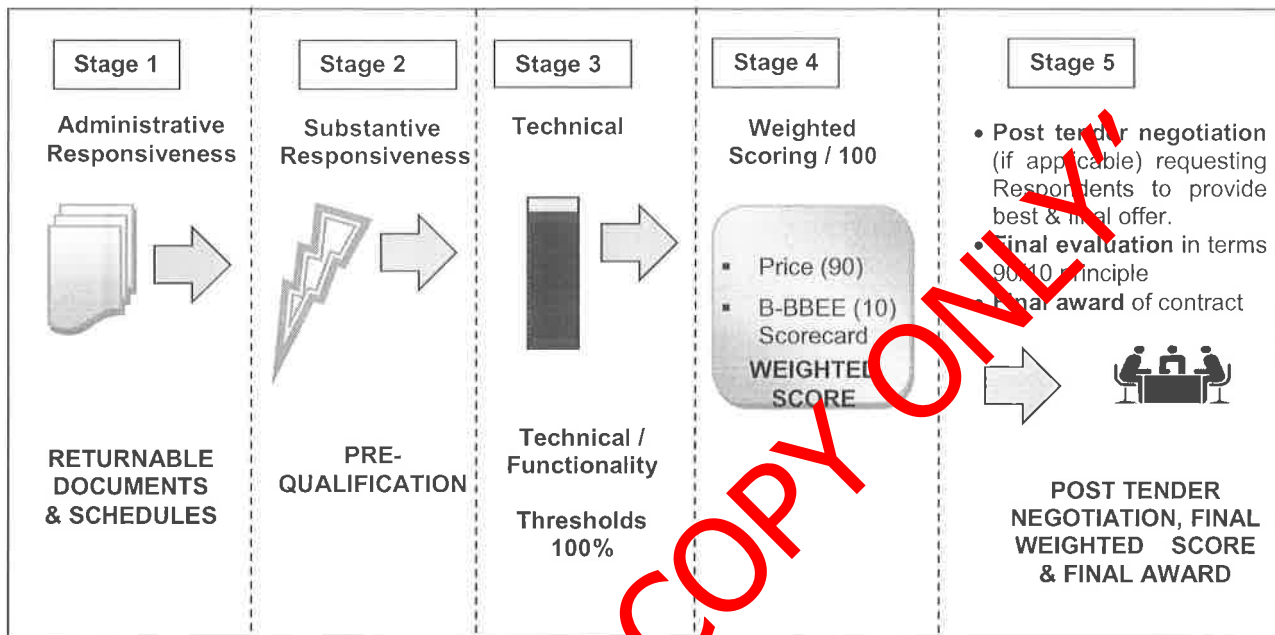 Stage 1
Administrative
Responsiveness
RETURNABLE
DOCUMENTS
& SCHEDULES
Stage 2
Substantive
Responsiveness
PRE-
QUALIFICATION
Stage 3
Technical
Technical /
Functionality
Thresholds
100%
Stage 4
Weighted
Scoring / 100
▪ Price (90)
▪ B-BBEE (10)
Scorecard
WEIGHTED
SCORE
Stage 5
• Post tender negotiation
(if applicable) requesting
Respondents to provide
best & final offer.
• Final evaluation in terms
90/10 principle
• Final award of contract
POST TENDER
NEGOTIATION, FINAL
WEIGHTED SCORE
& FINAL AWARD
COPY ONLY"